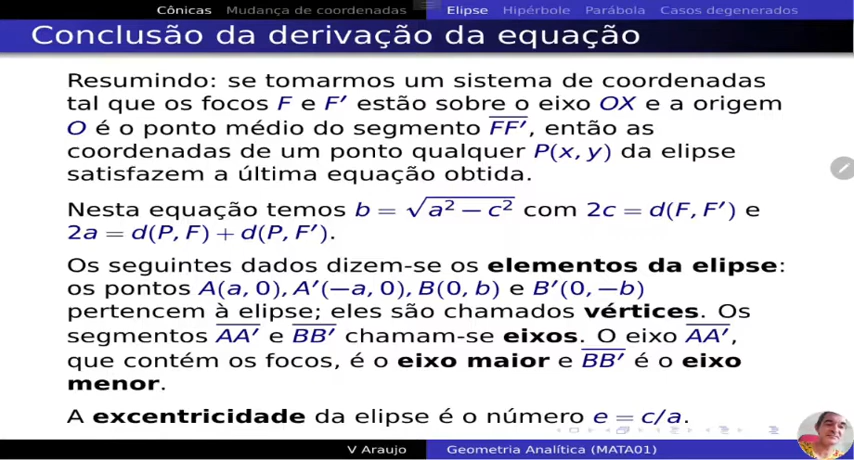 Cônicas Mudança de coordenadas Elipse Hipérbole Parábola Casos degenerados
Conclusão da derivação da equação
Resumindo: se tomarmos um sistema de coordenadas
tal que os focos F e F′ estão sobre o eixo OX e a origem
O é o ponto médio do segmento F̅F̅′̅, então as
coordenadas de um ponto qualquer P(x, y) da elipse
satisfazem a última equação obtida.
Nesta equação temos b = √(a² − c²) com 2c = d(F, F′) e
2a = d(P, F) + d(P, F′).
Os seguintes dados dizem-se os elementos da elipse:
os pontos A(a, 0), A′(−a, 0), B(0, b) e B′(0, −b)
pertencem à elipse; eles são chamados vértices. Os
segmentos A̅A̅′̅ e B̅B̅′̅ chamam-se eixos. O eixo A̅A̅′̅,
que contém os focos, é o eixo maior e B̅B̅′̅ é o eixo
menor.
A excentricidade da elipse é o número e = c/a.
V Araujo Geometria Analítica (MATA01)